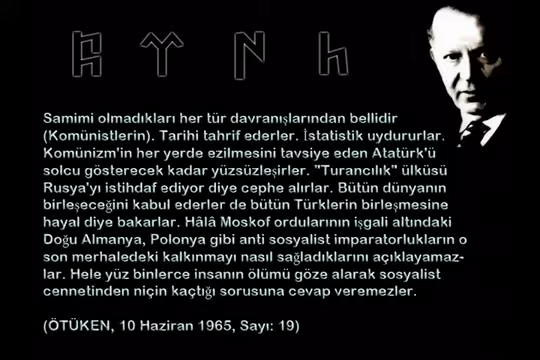 𐱅𐰇𐰼𐰰
Samimi olmadıkları her tür davranışlarından bellidir
(Komünistlerin). Tarihi tahrif ederler. İstatistik uydururlar.
Komünizm'in her yerde ezilmesini tavsiye eden Atatürk'ü
solcu gösterecek kadar yüzsüzleşirler. "Turancılık" ülküsü
Rusya'yı istihdaf ediyor diye cephe alırlar. Bütün dünyanın
birleşeceğini kabul ederler de bütün Türklerin birleşmesine
hayal diye bakarlar. Hâlâ Moskof ordularının işgali altındaki
Doğu Almanya, Polonya gibi anti sosyalist imparatorlukların o
son merhaledeki kalkınmayı nasıl sağladıklarını açıklayamaz-
lar. Hele yüz binlerce insanın ölümü göze alarak sosyalist
cennetinden niçin kaçtığı sorusuna cevap veremezler.
(ÖTÜKEN, 10 Haziran 1965, Sayı: 19)